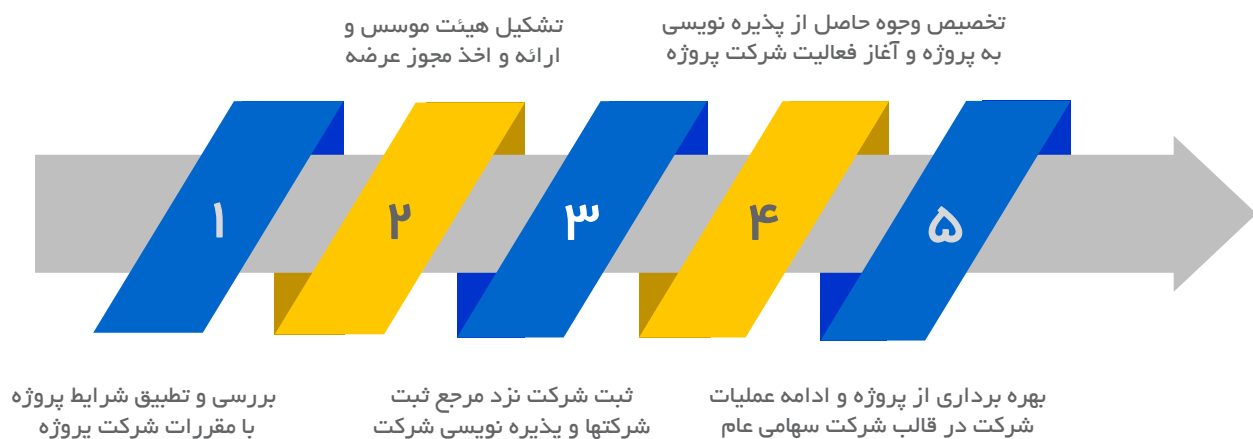 تشکیل هیئت موسس و
ارائه و اخذ مجوز عرضه
تخصیص وجوه حاصل از پذیره نویسی
به پروژه و آغاز فعالیت شرکت پروژه
۱
۲
۳
۴
۵
بررسی و تطبیق شرایط پروژه
با مقررات شرکت پروژه
ثبت شرکت نزد مرجع ثبت
شرکتها و پذیره نویسی شرکت
بهره برداری از پروژه و ادامه عملیات
شرکت در قالب شرکت سهامی عام